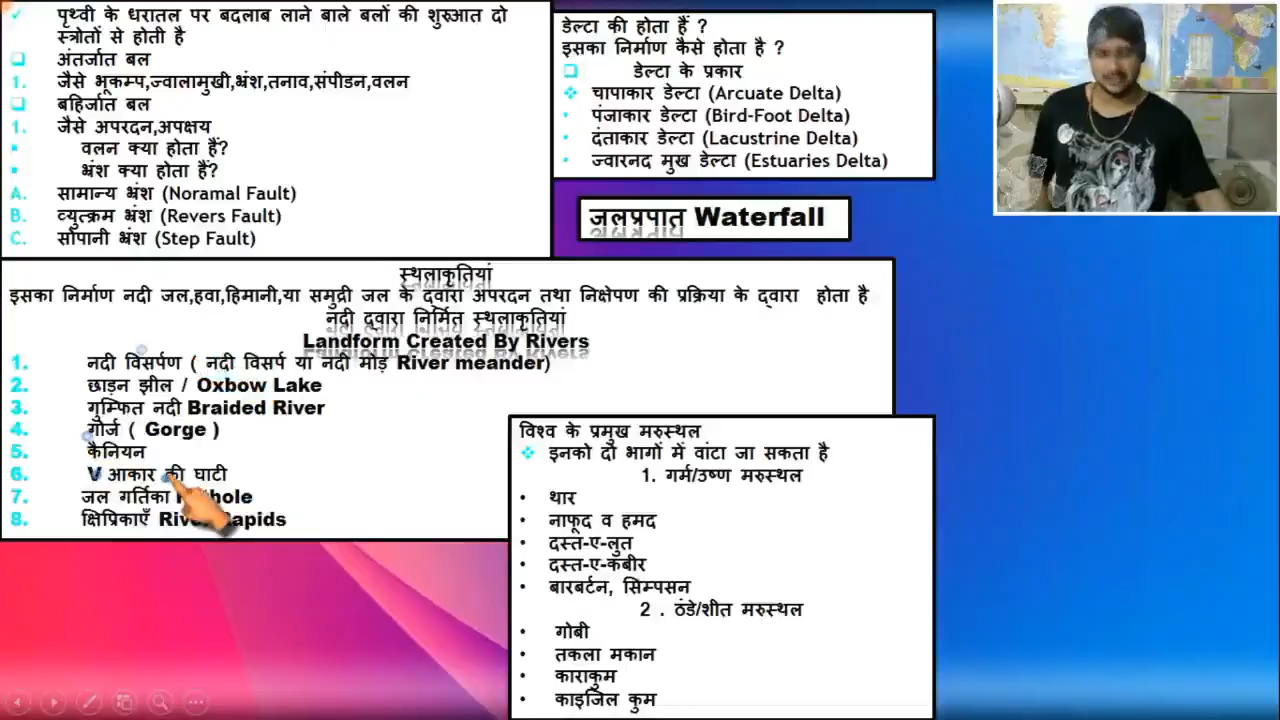 पृथ्वी के धरातल पर बदलाब लाने बाले बलों की शुरुआत दो
स्त्रोतों से होती है
अंतर्जात बल
1. जैसे भूकम्प,ज्वालामुखी,भ्रंश,तनाव,संपीडन,वलन
बहिर्जात बल
1. जैसे अपरदन,अपक्षय
वलन क्या होता हैं?
भ्रंश क्या होता हैं?
A. सामान्य भ्रंश (Noramal Fault)
B. व्युत्क्रम भ्रंश (Revers Fault)
C. सोपानी भ्रंश (Step Fault)
डेल्टा की होता हैं ?
इसका निर्माण कैसे होता है ?
डेल्टा के प्रकार
चापाकार डेल्टा (Arcuate Delta)
पंजाकार डेल्टा (Bird-Foot Delta)
दंताकार डेल्टा (Lacustrine Delta)
ज्वारनद मुख डेल्टा (Estuaries Delta)
जलप्रपात Waterfall
स्थलाकृतियां
इसका निर्माण नदी जल,हवा,हिमानी,या समुद्री जल के द्वारा अपरदन तथा निक्षेपण की प्रक्रिया के द्वारा होता है
नदी द्वारा निर्मित स्थलाकृतियां
Landform Created By Rivers
1. नदी विसर्पण ( नदी विसर्प या नदी मोड़ River meander)
2. छाड़न झील / Oxbow Lake
3. गुम्फित नदी Braided River
4. गोर्ज ( Gorge )
5. कैनियन
6. V आकार की घाटी
7. जल गर्तिका
8. क्षिप्रिकाएँ River Rapids
विश्व के प्रमुख मरुस्थल
इनको दो भागों में वांटा जा सकता है
1. गर्म/उष्ण मरुस्थल
थार
नाफूद व हमद
दस्त-ए-लुत
दस्त-ए-कबीर
बारबर्टन, सिम्पसन
2 . ठंडे/शीत मरुस्थल
गोबी
तकला मकान
काराकुम
काइजिल कुम